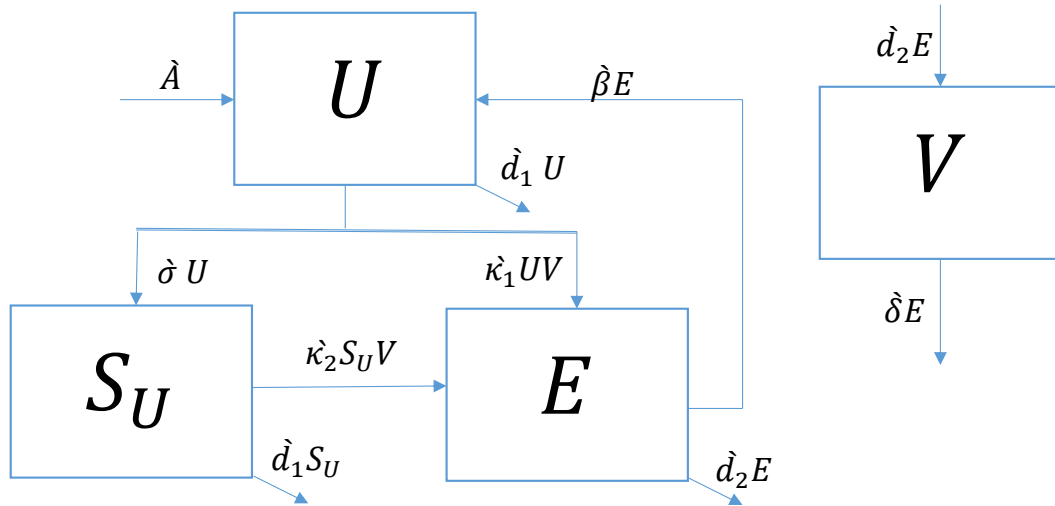 À
U
β̀E
d̀₁ U
d̀₂E
V
δ̀E
σ̀ U
κ̀₁UV
S_U
κ̀₂S_UV
E
d̀₁S_U
d̀₂E